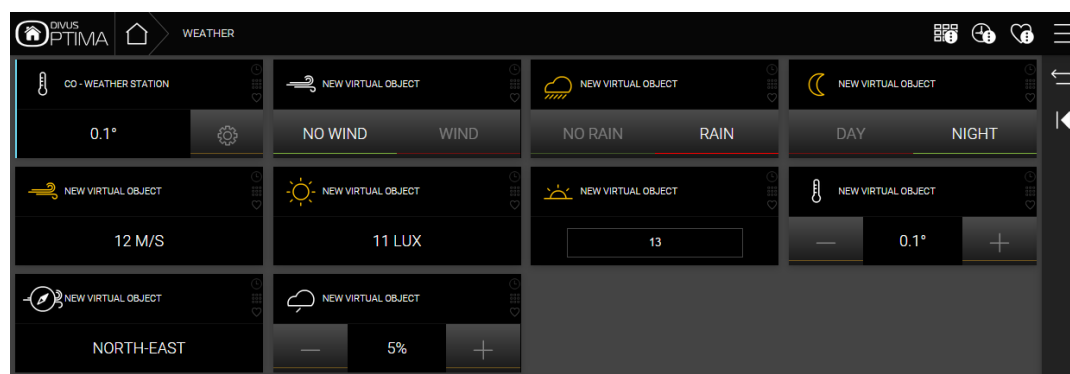 DIVUS
OPTIMA
WEATHER
CO - WEATHER STATION
0.1°
NEW VIRTUAL OBJECT
NO WIND WIND
NEW VIRTUAL OBJECT
NO RAIN RAIN
NEW VIRTUAL OBJECT
DAY NIGHT
NEW VIRTUAL OBJECT
12 M/S
NEW VIRTUAL OBJECT
11 LUX
NEW VIRTUAL OBJECT
13
NEW VIRTUAL OBJECT
— 0.1° +
NEW VIRTUAL OBJECT
NORTH-EAST
NEW VIRTUAL OBJECT
— 5% +